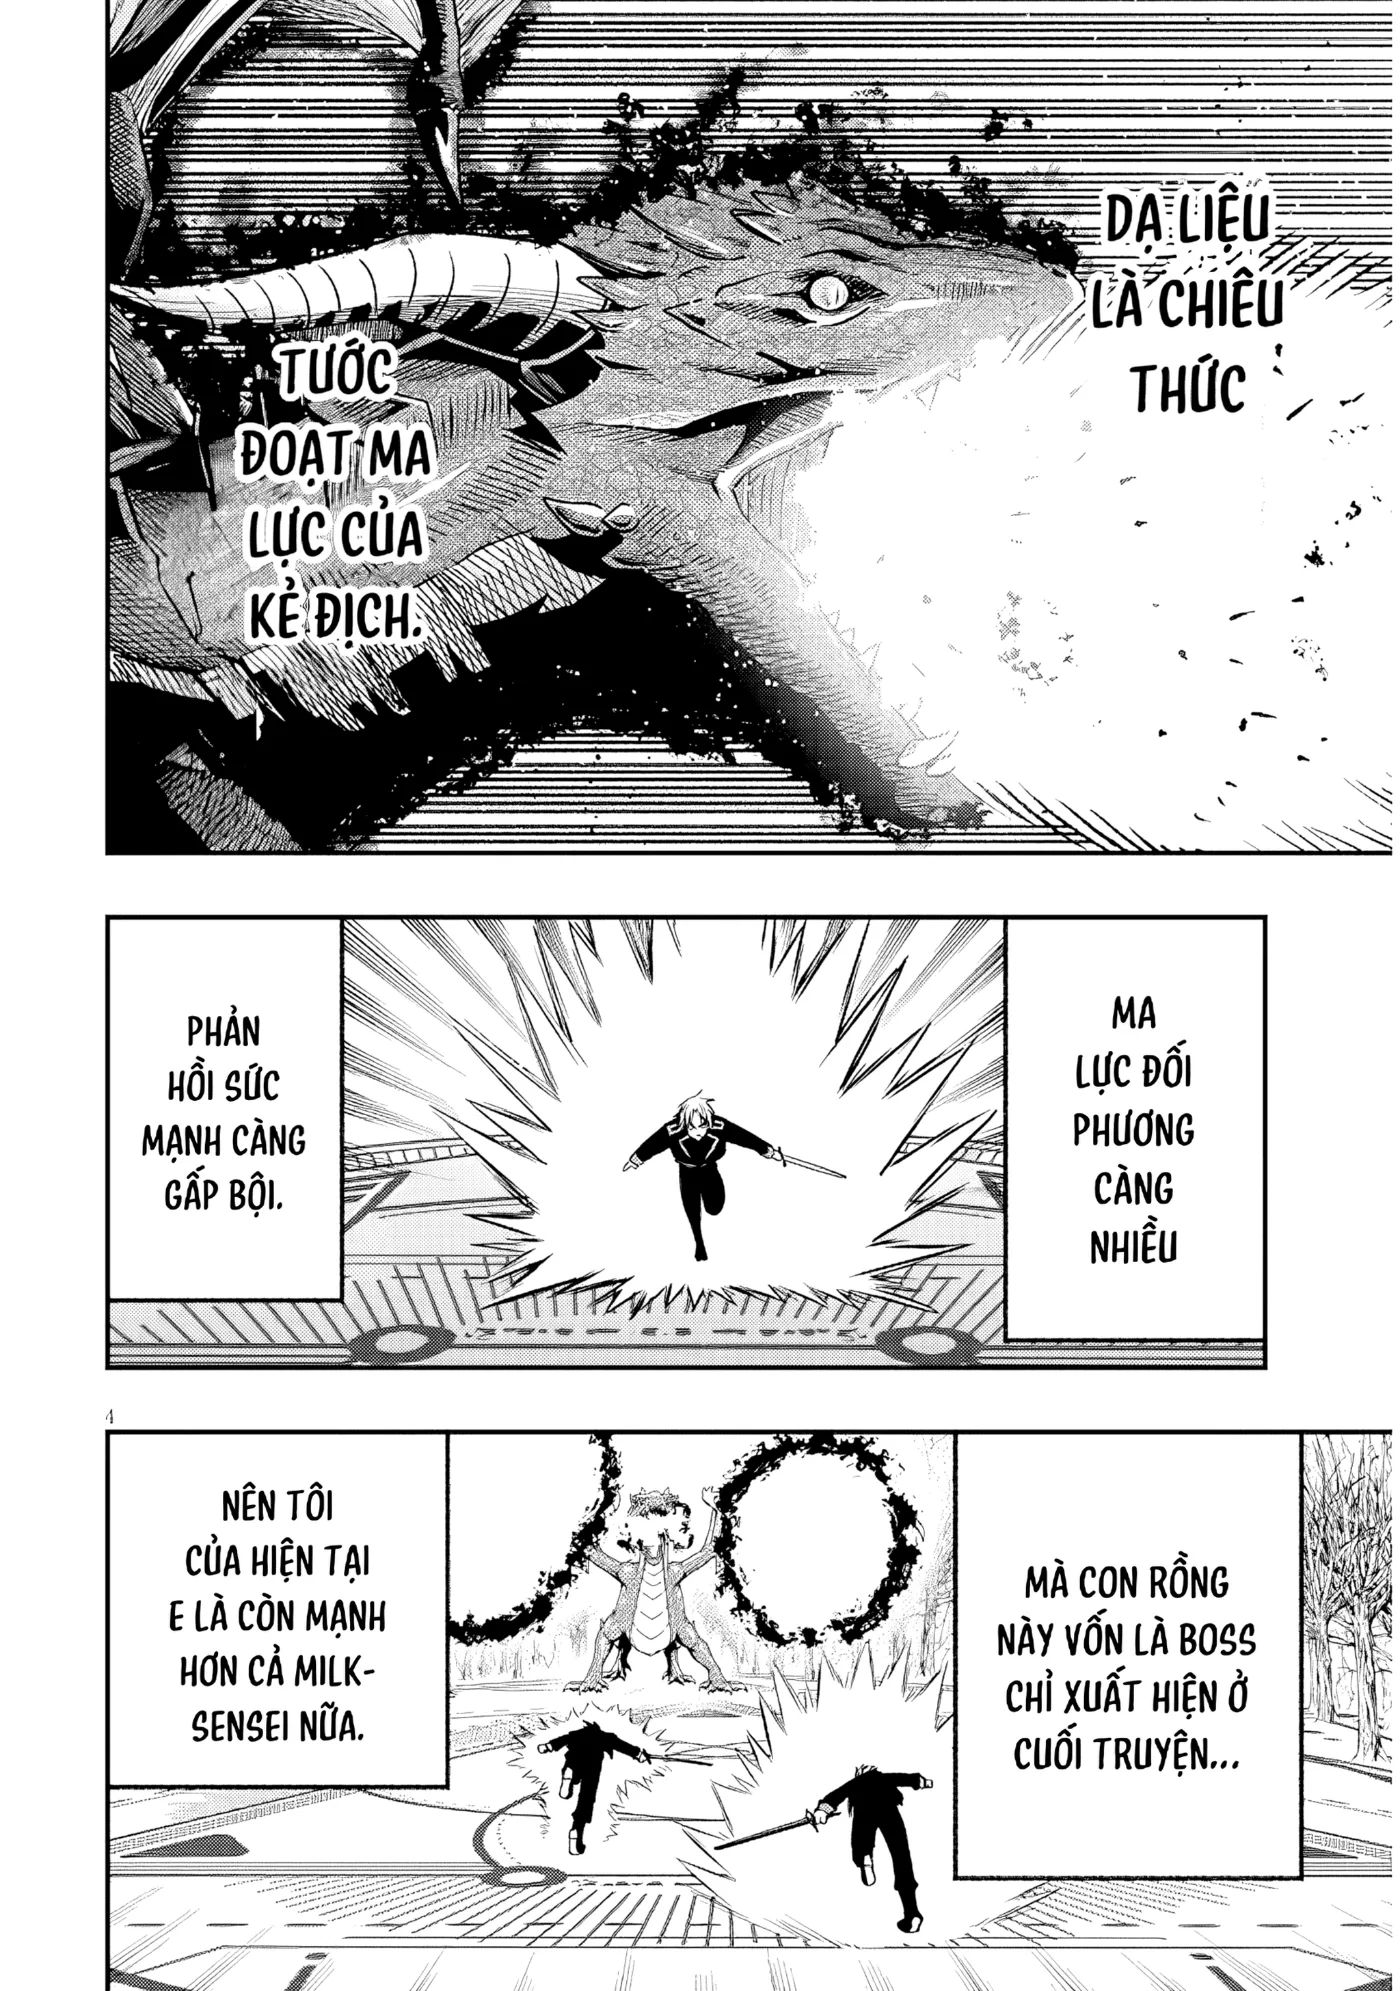 DẠ LIỆU
LÀ CHIÊU
THỨC
TƯỚC
ĐOẠT MA
LỰC CỦA
KẺ ĐỊCH.
MA
LỰC ĐỐI
PHƯƠNG
CÀNG
NHIỀU
PHẢN
HỒI SỨC
MẠNH CÀNG
GẤP BỘI.
4
MÀ CON RỒNG
NÀY VỐN LÀ BOSS
CHỈ XUẤT HIỆN Ở
CUỐI TRUYỆN...
NÊN TÔI
CỦA HIỆN TẠI
E LÀ CÒN MẠNH
HƠN CẢ MILK-
SENSEI NỮA.